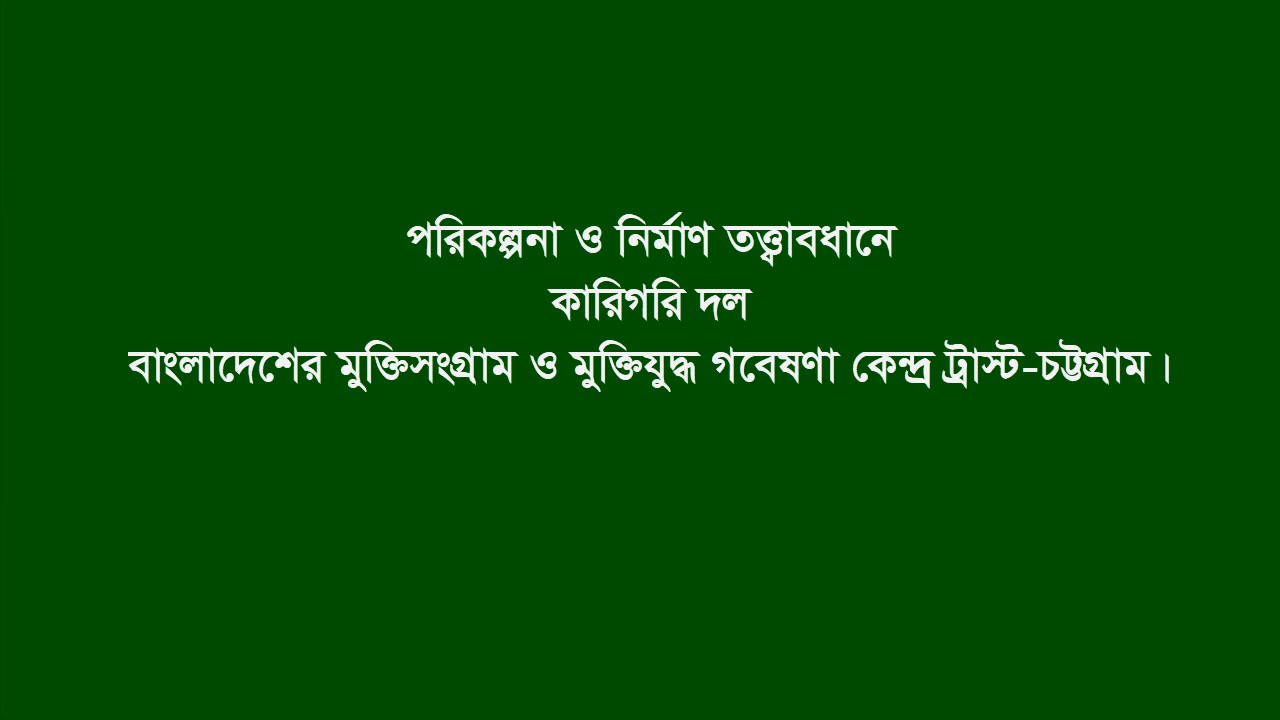 পরিকল্পনা ও নির্মাণ তত্ত্বাবধানে
কারিগরি দল
বাংলাদেশের মুক্তিসংগ্রাম ও মুক্তিযুদ্ধ গবেষণা কেন্দ্র ট্রাস্ট-চট্টগ্রাম।